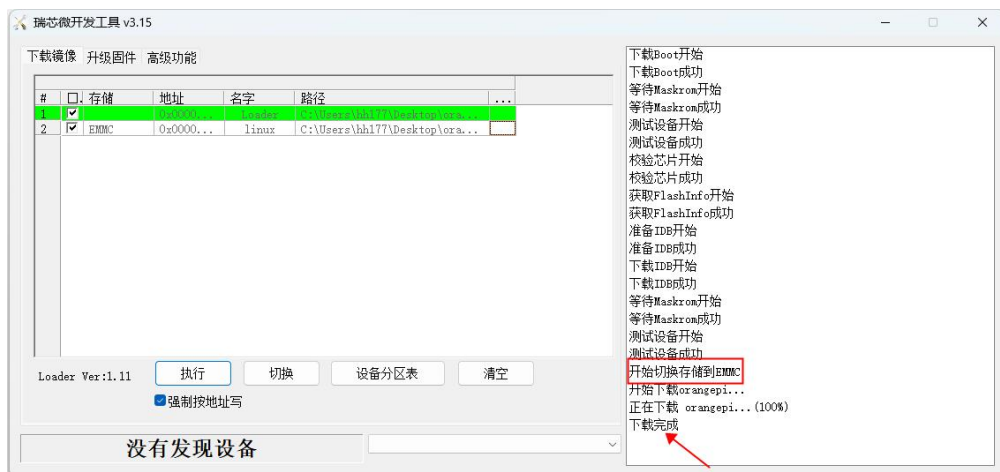 瑞芯微开发工具 v3.15
下载镜像 升级固件 高级功能
# 存储 地址 名字 路径 ...
1 0x0000... Loader C:\Users\hh177\Desktop\ora...
2 EMMC 0x0000... linux C:\Users\hh177\Desktop\ora...
Loader Ver:1.11 执行 切换 设备分区表 清空
强制按地址写
没有发现设备
下载Boot开始
下载Boot成功
等待Maskrom开始
等待Maskrom成功
测试设备开始
测试设备成功
校验芯片开始
校验芯片成功
获取FlashInfo开始
获取FlashInfo成功
准备IDB开始
准备IDB成功
下载IDB开始
下载IDB成功
等待Maskrom开始
等待Maskrom成功
测试设备开始
测试设备成功
开始切换存储到EMMC
开始下载orangepi...
正在下载 orangepi...(100%)
下载完成